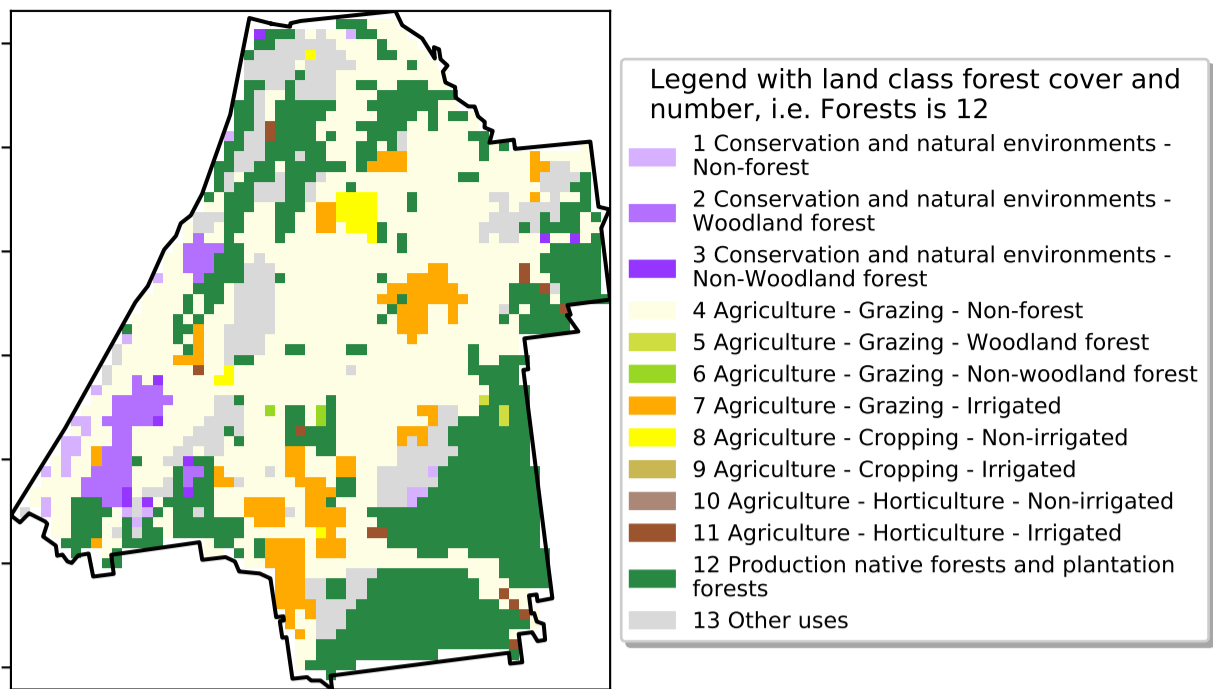 Legend with land class forest cover and
number, i.e. Forests is 12
1 Conservation and natural environments -
Non-forest
2 Conservation and natural environments -
Woodland forest
3 Conservation and natural environments -
Non-Woodland forest
4 Agriculture - Grazing - Non-forest
5 Agriculture - Grazing - Woodland forest
6 Agriculture - Grazing - Non-woodland forest
7 Agriculture - Grazing - Irrigated
8 Agriculture - Cropping - Non-irrigated
9 Agriculture - Cropping - Irrigated
10 Agriculture - Horticulture - Non-irrigated
11 Agriculture - Horticulture - Irrigated
12 Production native forests and plantation
forests
13 Other uses